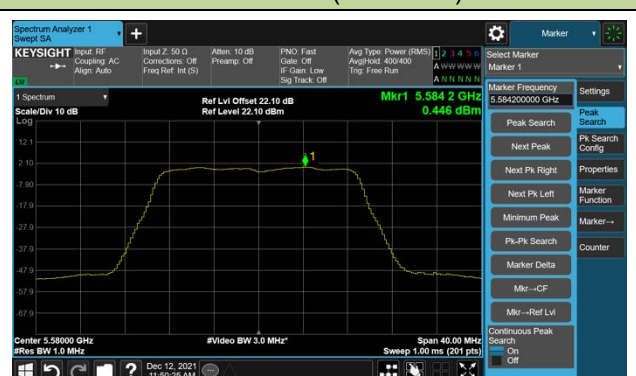 Spectrum Analyzer 1
Swept SA
Marker
KEYSIGHT
Input: RF
Coupling: AC
Align: Auto
Input Z: 50 Ω
Corrections: Off
Freq Ref: Int (S)
Atten: 10 dB
Preamp: Off
PNO: Fast
Gate: Off
IF Gain: Low
Sig Track: Off
Avg Type: Power (RMS)
Avg|Hold: 400/400
Trig: Free Run
1 2 3 4 5 6
A W W W W W
A N N N N N
Select Marker
Marker 1
1 Spectrum
Scale/Div 10 dB
Log
Ref Lvl Offset 22.10 dB
Ref Level 22.10 dBm
Mkr1 5.584 2 GHz
0.446 dBm
12.1
2.10
-7.90
-17.9
-27.9
-37.9
-47.9
-57.9
-67.9
1
Center 5.58000 GHz
#Res BW 1.0 MHz
#Video BW 3.0 MHz*
Span 40.00 MHz
Sweep 1.00 ms (201 pts)
Marker Frequency
5.584200000 GHz
Peak Search
Next Peak
Next Pk Right
Next Pk Left
Minimum Peak
Pk-Pk Search
Marker Delta
Mkr→CF
Mkr→Ref Lvl
Continuous Peak
Search
On
Off
Settings
Peak
Search
Pk Search
Config
Properties
Marker
Function
Marker→
Counter
Dec 12, 2021